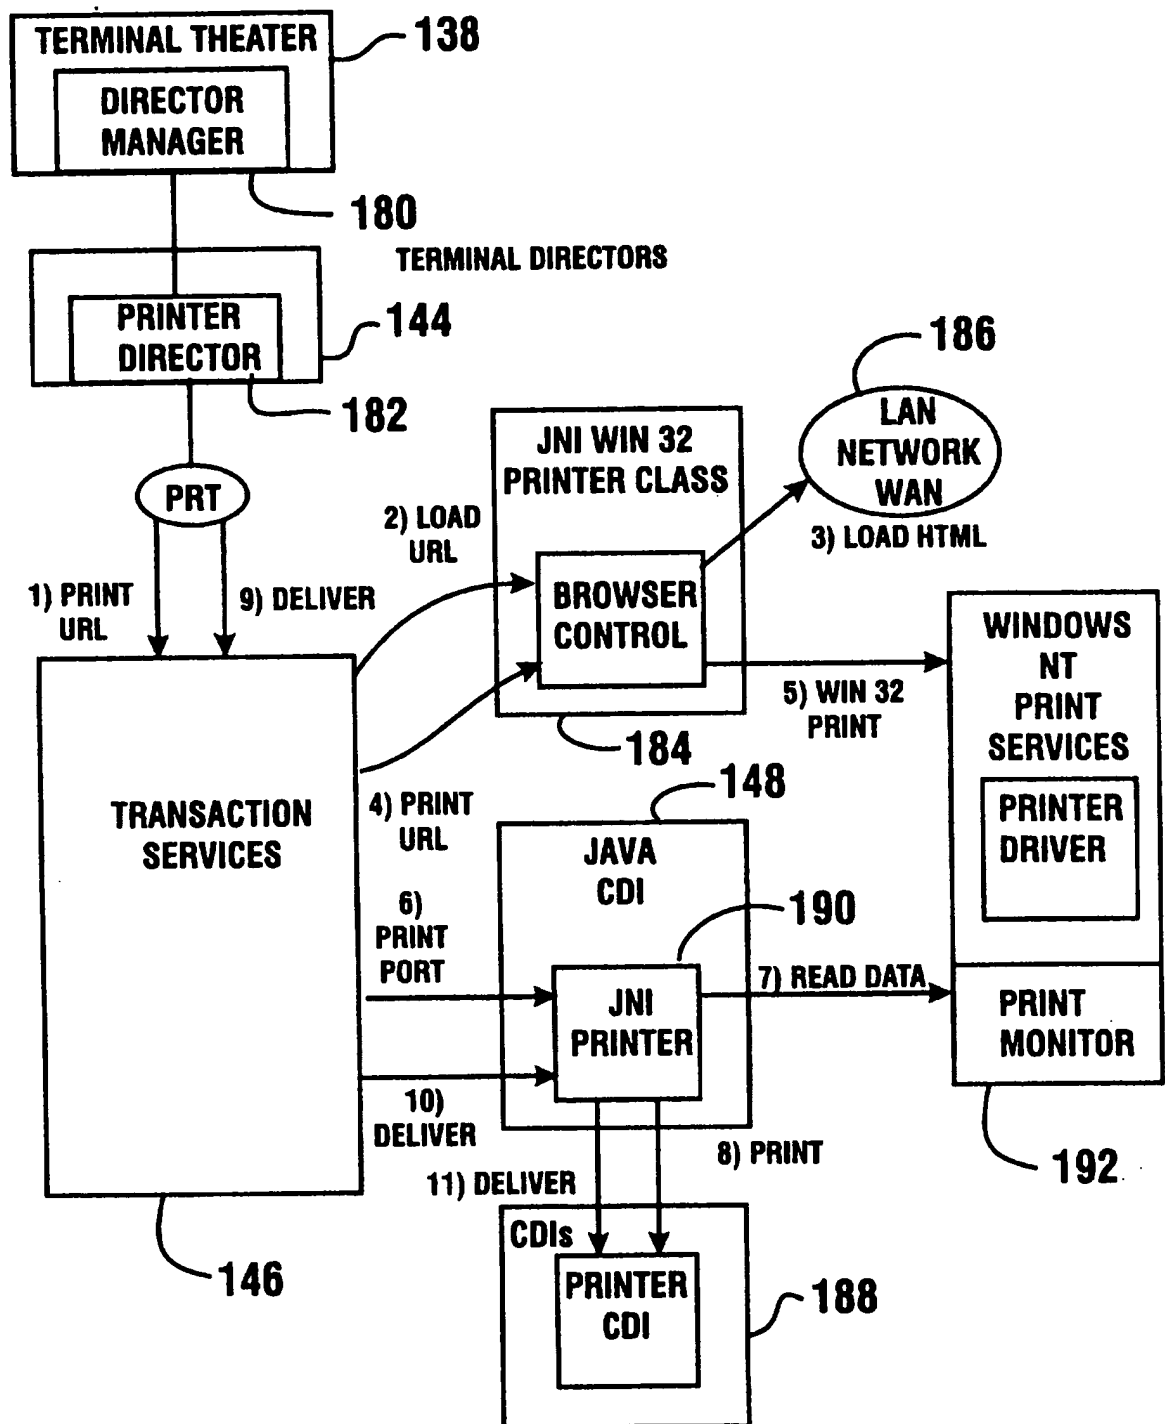 TERMINAL THEATER
138
DIRECTOR
MANAGER
180
TERMINAL DIRECTORS
PRINTER
DIRECTOR
144
182
PRT
1) PRINT
URL
9) DELIVER
2) LOAD
URL
JNI WIN 32
PRINTER CLASS
BROWSER
CONTROL
184
186
LAN
NETWORK
WAN
3) LOAD HTML
5) WIN 32
PRINT
WINDOWS
NT
PRINT
SERVICES
PRINTER
DRIVER
TRANSACTION
SERVICES
4) PRINT
URL
148
JAVA
CDI
190
6)
PRINT
PORT
JNI
PRINTER
7) READ DATA
PRINT
MONITOR
192
10)
DELIVER
8) PRINT
11) DELIVER
146
CDIs
PRINTER
CDI
188